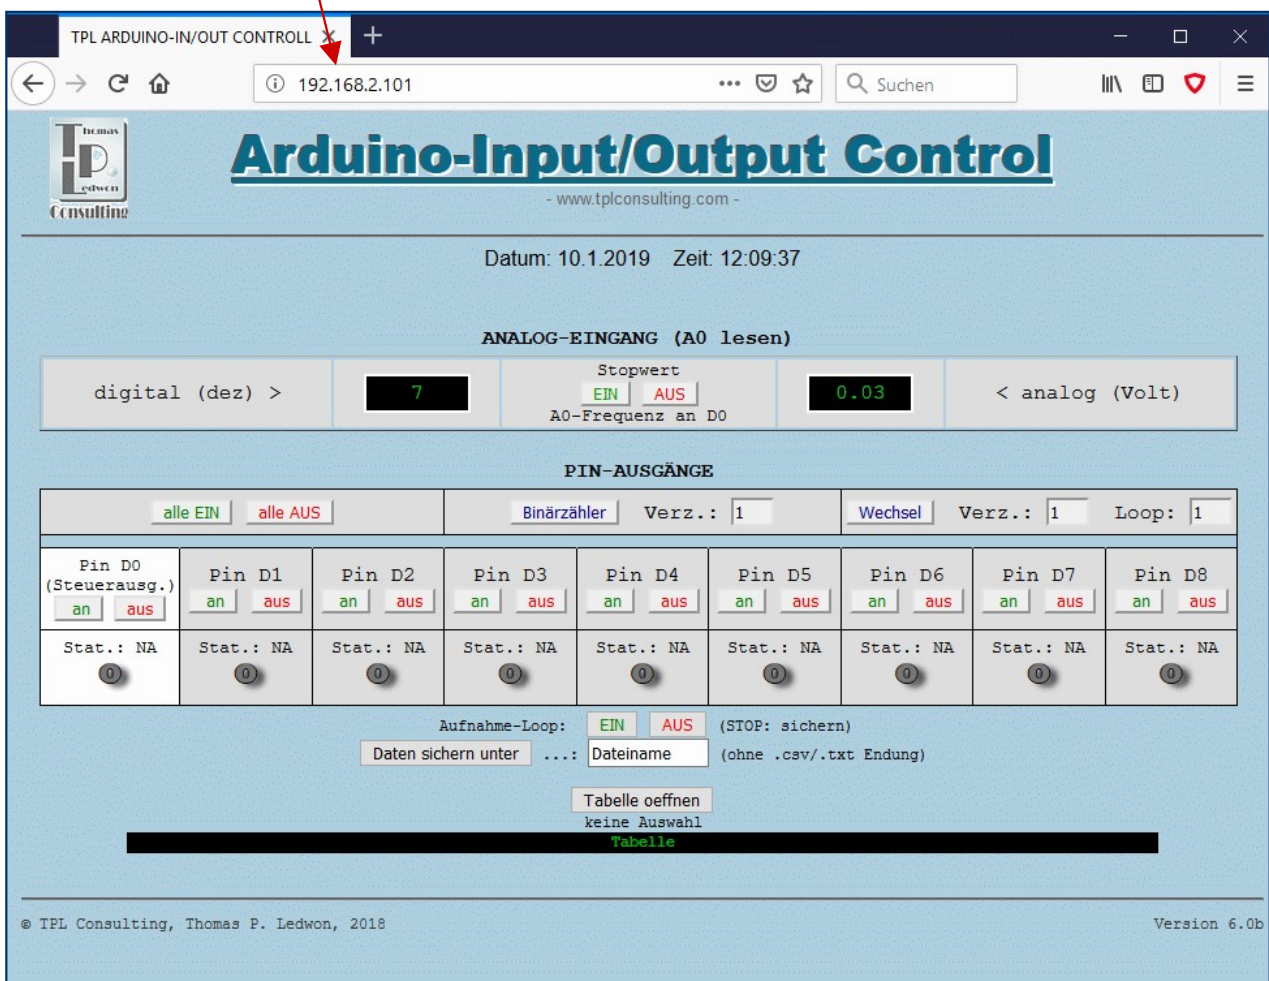 TPL ARDUINO-IN/OUT CONTROLL
192.168.2.101
Suchen
Thomas
P.
Ledwon
Consulting
Arduino-Input/Output Control
- www.tplconsulting.com -
Datum: 10.1.2019 Zeit: 12:09:37
ANALOG-EINGANG (A0 lesen)
digital (dez) >
7
Stopwert
EIN AUS
A0-Frequenz an D0
0.03
< analog (Volt)
PIN-AUSGÄNGE
alle EIN alle AUS Binärzähler Verz.: 1 Wechsel Verz.: 1 Loop: 1
Pin D0
(Steuerausg.) Pin D1 Pin D2 Pin D3 Pin D4 Pin D5 Pin D6 Pin D7 Pin D8
an aus an aus an aus an aus an aus an aus an aus an aus an aus
Stat.: NA Stat.: NA Stat.: NA Stat.: NA Stat.: NA Stat.: NA Stat.: NA Stat.: NA Stat.: NA
0 0 0 0 0 0 0 0 0
Aufnahme-Loop: EIN AUS (STOP: sichern)
Daten sichern unter ...: Dateiname (ohne .csv/.txt Endung)
Tabelle oeffnen
keine Auswahl
Tabelle
© TPL Consulting, Thomas P. Ledwon, 2018 Version 6.0b